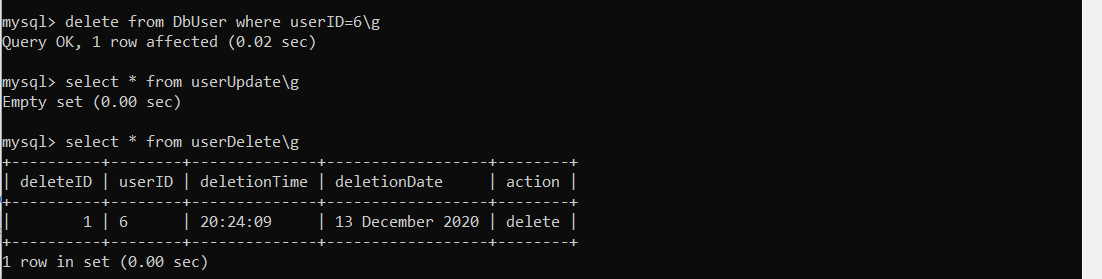 mysql> delete from DbUser where userID=6\g
Query OK, 1 row affected (0.02 sec)
mysql> select * from userUpdate\g
Empty set (0.00 sec)
mysql> select * from userDelete\g
+----------+--------+--------------+------------------+--------+
| deleteID | userID | deletionTime | deletionDate     | action |
+----------+--------+--------------+------------------+--------+
|        1 | 6      | 20:24:09     | 13 December 2020 | delete |
+----------+--------+--------------+------------------+--------+
1 row in set (0.00 sec)